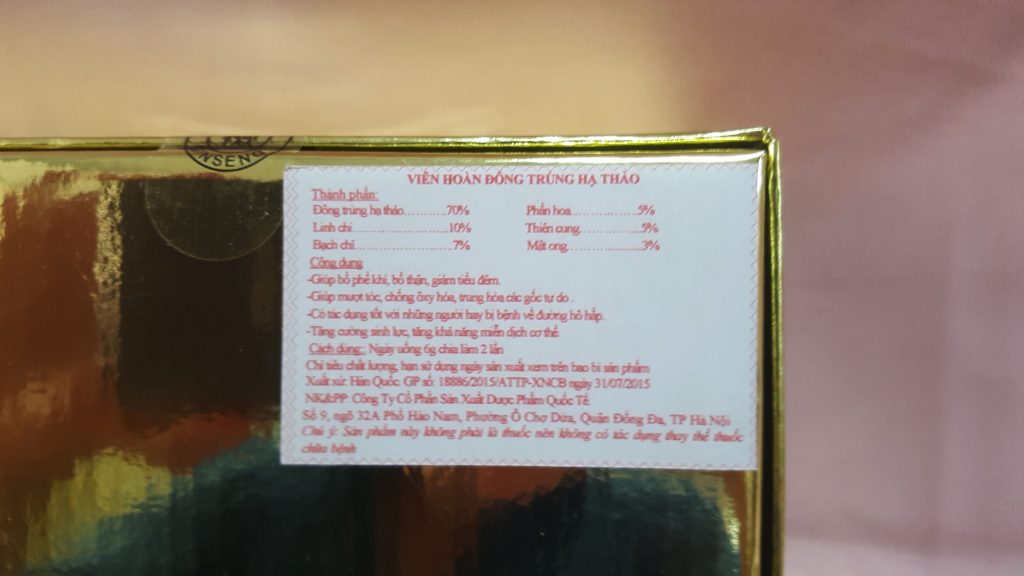 NSENG
VIÊN HOÀN ĐÔNG TRÙNG HẠ THẢO
Thành phần:
Đông trùng hạ thảo...........70% Phấn hoa.................5%
Linh chi..........................10% Thiên cung...............5%
Bạch chỉ..........................7% Mật ong..................3%
Công dụng
-Giúp bổ phế khí, bổ thận, giảm tiểu đêm.
-Giúp mượt tóc, chống ôxy hóa, trung hòa các gốc tự do .
-Có tác dụng tốt với những người hay bị bệnh về đường hô hấp.
-Tăng cường sinh lực, tăng khả năng miễn dịch cơ thể
Cách dùng: Ngày uống 6g chia làm 2 lần
Chỉ tiêu chất lượng, hạn sử dụng ngày sản xuất xem trên bao bì sản phẩm
Xuất xứ: Hàn Quốc. GP số: 18886/2015/ATTP-XNCB ngày 31/07/2015
NK&PP: Công Ty Cổ Phần Sản Xuất Dược Phẩm Quốc Tế
Số 9, ngõ 32A Phố Hào Nam, Phường Ô Chợ Dừa, Quận Đống Đa, TP Hà Nội
Chú ý: Sản phẩm này không phải là thuốc nên không có tác dụng thay thế thuốc
chữa bệnh